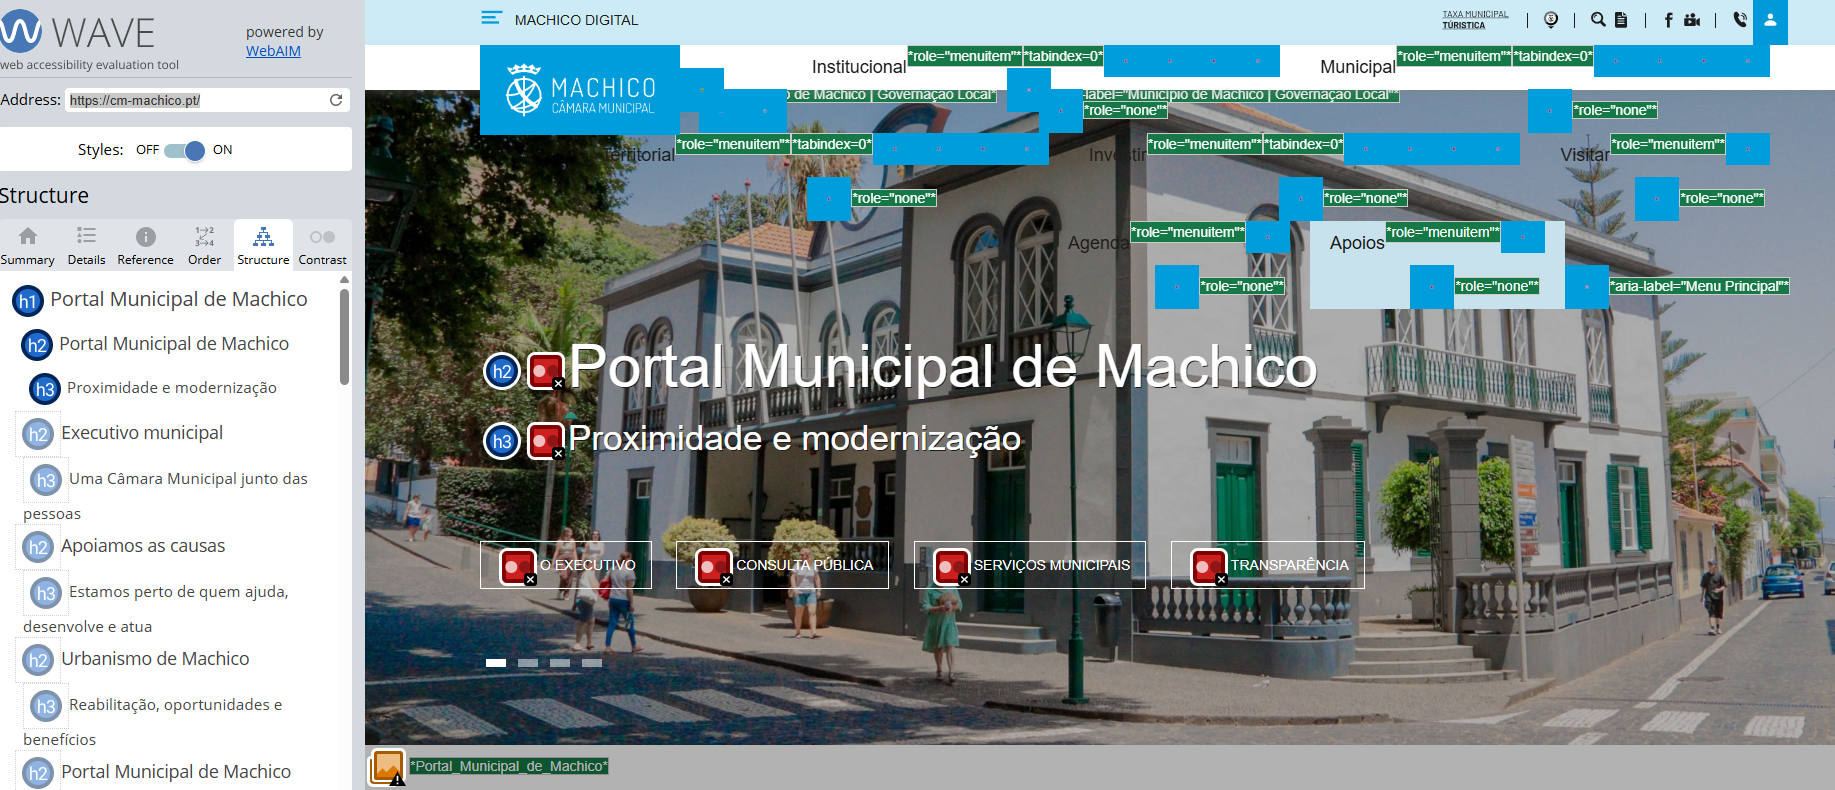 WAVE
powered by
WebAIM
web accessibility evaluation tool
Address: https://cm-machico.pt/
Styles: OFF ON
Structure
Summary Details Reference Order Structure Contrast
h1 Portal Municipal de Machico
h2 Portal Municipal de Machico
h3 Proximidade e modernização
h2 Executivo municipal
h3 Uma Câmara Municipal junto das
pessoas
h2 Apoiamos as causas
h3 Estamos perto de quem ajuda,
desenvolve e atua
h2 Urbanismo de Machico
h3 Reabilitação, oportunidades e
benefícios
h2 Portal Municipal de Machico
MACHICO DIGITAL
TAXA MUNICIPAL
TÚRISTICA
MACHICO
CÂMARA MUNICIPAL
Institucional *role="menuitem"* *tabindex=0*
Municipal *role="menuitem"* *tabindex=0*
o de Machico | Governação Local*
-label="Município de Machico | Governação Local"*
*role="none"*
*role="none"*
Territorial *role="menuitem"* *tabindex=0*
Investir *role="menuitem"* *tabindex=0*
Visitar *role="menuitem"*
*role="none"*
*role="none"*
*role="none"*
Agenda *role="menuitem"*
Apoios *role="menuitem"*
*role="none"*
*role="none"*
*aria-label="Menu Principal"*
h2 Portal Municipal de Machico
h3 Proximidade e modernização
O EXECUTIVO
CONSULTA PÚBLICA
SERVIÇOS MUNICIPAIS
TRANSPARÊNCIA
*Portal_Municipal_de_Machico*